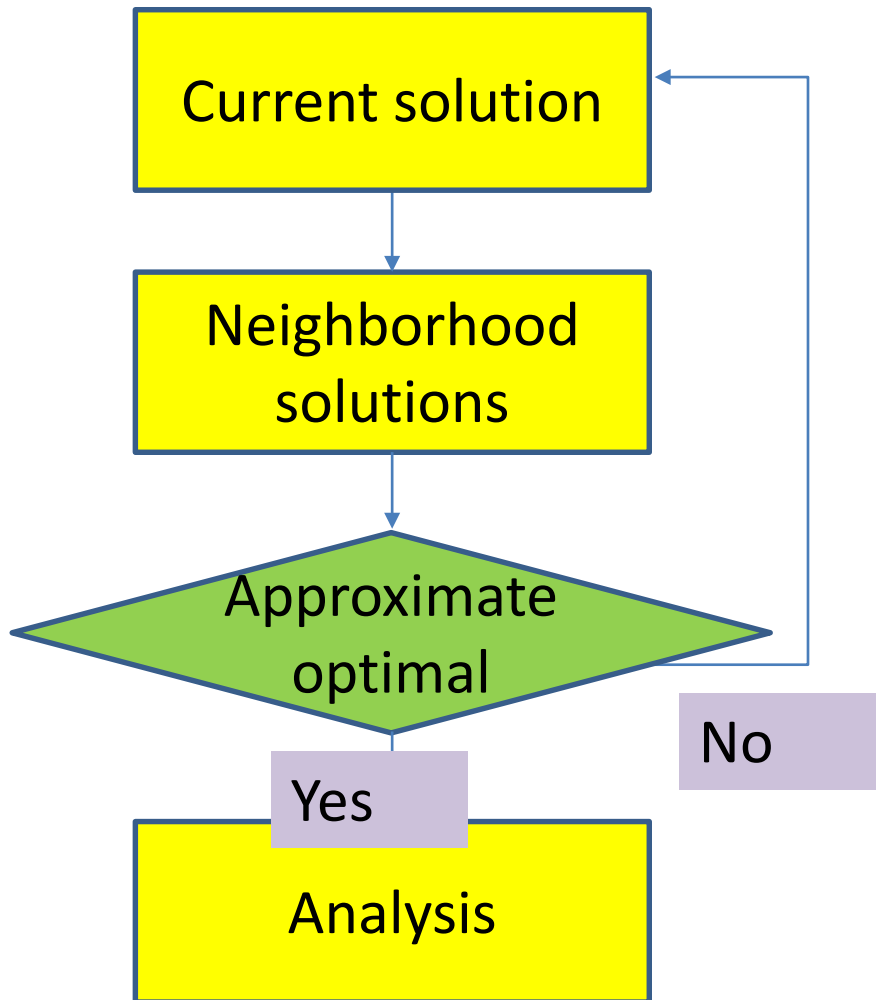 Current solution
Neighborhood
solutions
Approximate
optimal
No
Yes
Analysis